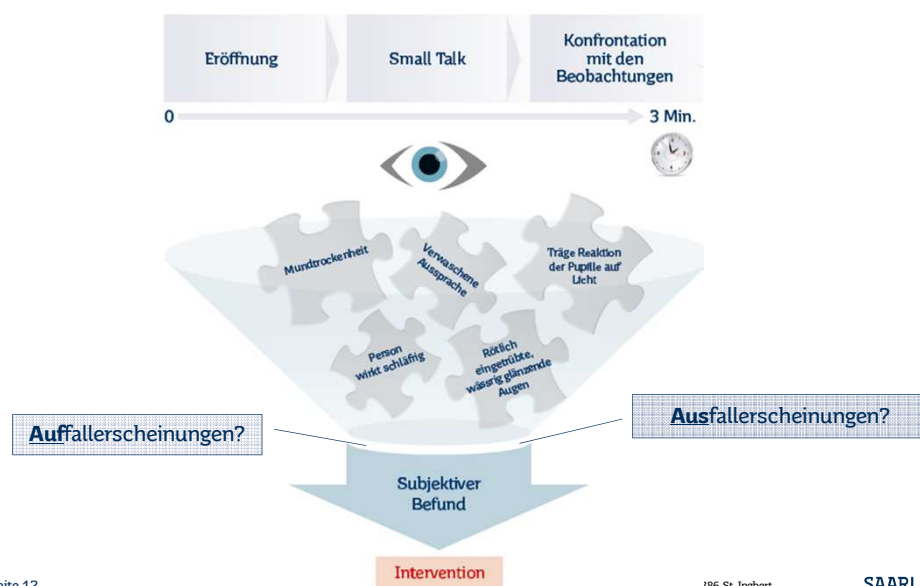 Eröffnung
Small Talk
Konfrontation
mit den
Beobachtungen
0
3 Min.
Mundtrockenheit
Verwaschene
Aussprache
Träge Reaktion
der Pupille auf
Licht
Person
wirkt schläfrig
Rötlich
eingetrübte,
wässrig glänzende
Augen
Auffallerscheinungen?
Ausfallerscheinungen?
Subjektiver
Befund
Intervention
12
St. Ingbert